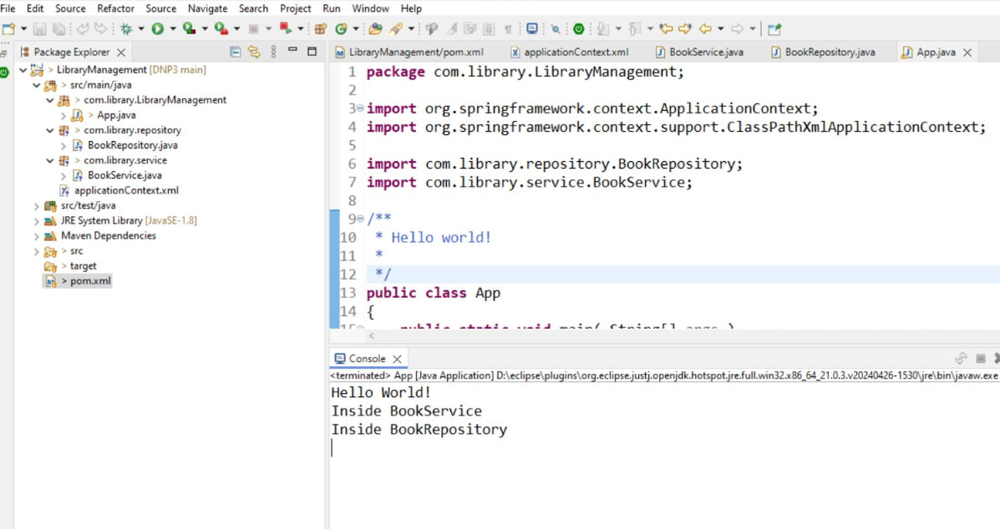 File Edit Source Refactor Source Navigate Search Project Run Window Help
Package Explorer
> LibraryManagement [DNP3 main]
> src/main/java
> com.library.LibraryManagement
> App.java
> com.library.repository
BookRepository.java
> com.library.service
BookService.java
applicationContext.xml
src/test/java
JRE System Library [JavaSE-1.8]
Maven Dependencies
> src
> target
> pom.xml
LibraryManagement/pom.xml applicationContext.xml BookService.java BookRepository.java App.java
1 package com.library.LibraryManagement;
2
3 import org.springframework.context.ApplicationContext;
4 import org.springframework.context.support.ClassPathXmlApplicationContext;
5
6 import com.library.repository.BookRepository;
7 import com.library.service.BookService;
8
9 /**
10 * Hello world!
11 *
12 */
13 public class App
14 {
15 public static void main( String[] args )
Console
<terminated> App [Java Application] D:\eclipse\plugins\org.eclipse.justj.openjdk.hotspot.jre.full.win32.x86_64_21.0.3.v20240426-1530\jre\bin\javaw.exe
Hello World!
Inside BookService
Inside BookRepository